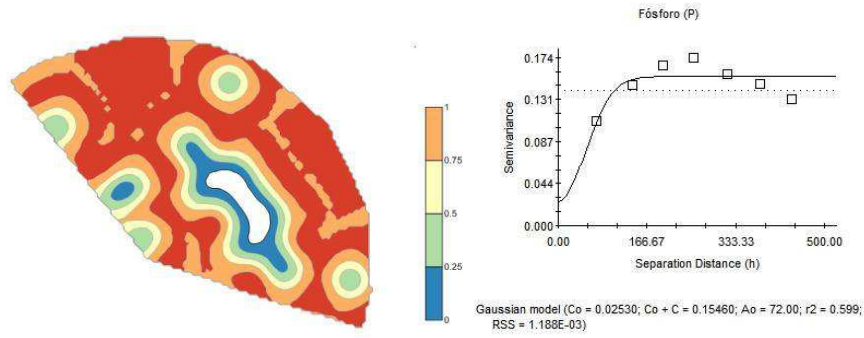 Fósforo (P)
1
0.75
0.5
0.25
0
Semivariance
0.174
0.131
0.087
0.044
0.000
0.00
166.67
333.33
500.00
Separation Distance (h)
Gaussian model (Co = 0.02530; Co + C = 0.15460; Ao = 72.00; r2 = 0.599;
RSS = 1.188E-03)